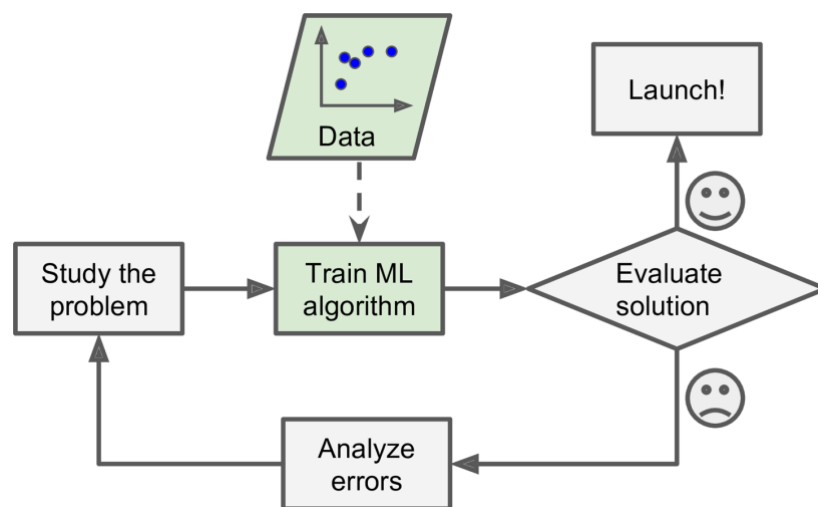 Data
Launch!
Study the
problem
Train ML
algorithm
Evaluate
solution
Analyze
errors